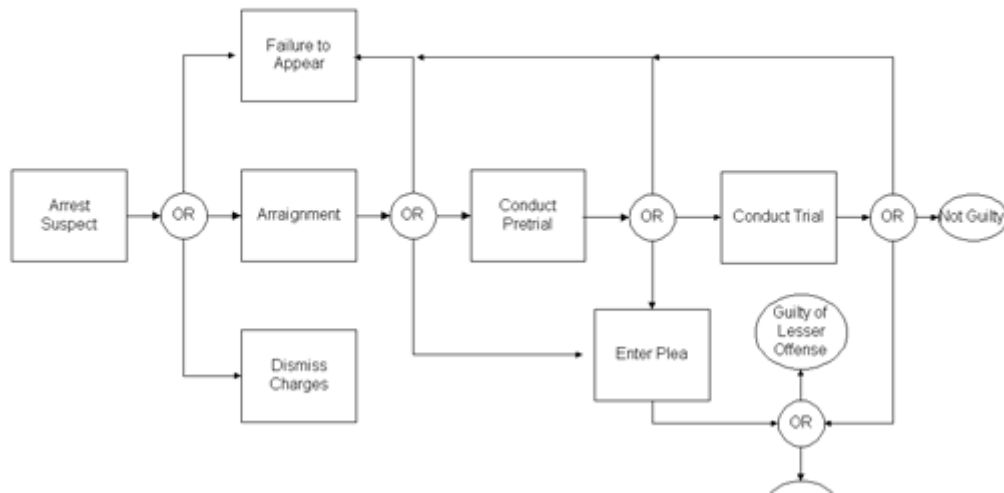 Failure to
Appear
Arrest
Suspect
OR
Arraignment
OR
Conduct
Pretrial
OR
Conduct Trial
OR
Not Guilty
Dismiss
Charges
Enter Plea
Guilty of
Lesser
Offense
OR